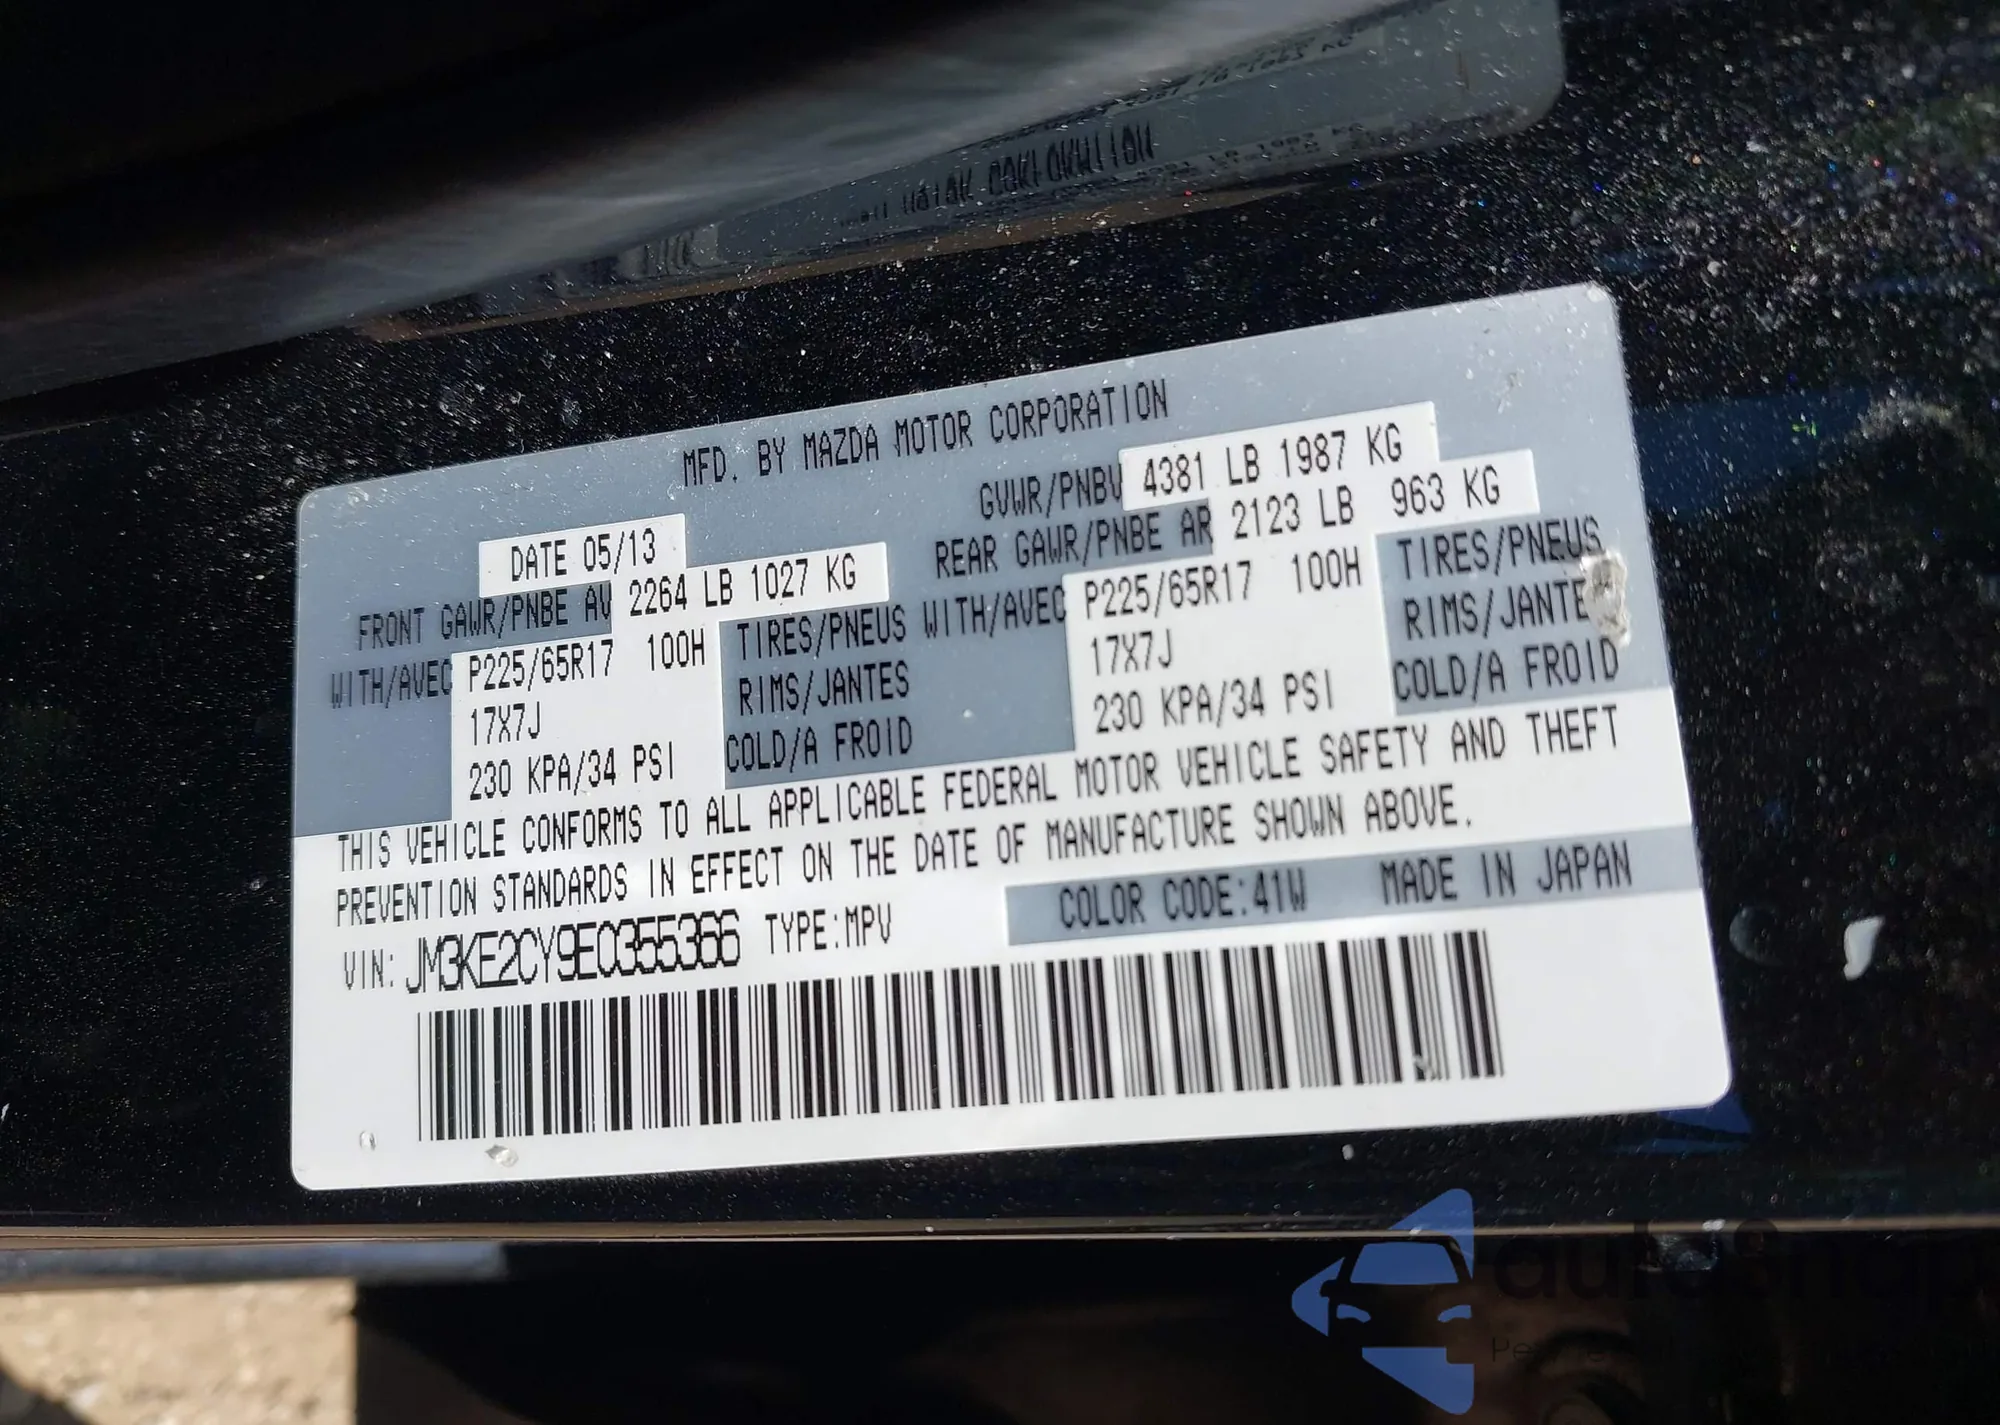 MFD. BY MAZDA MOTOR CORPORATION
GVWR/PNBV 4381 LB 1987 KG
DATE 05/13
REAR GAWR/PNBE AR 2123 LB 963 KG
FRONT GAWR/PNBE AV 2264 LB 1027 KG
WITH/AVEC P225/65R17 100H TIRES/PNEUS
17X7J RIMS/JANTES
230 KPA/34 PSI COLD/A FROID
WITH/AVEC P225/65R17 100H TIRES/PNEUS
17X7J RIMS/JANTE
230 KPA/34 PSI COLD/A FROID
THIS VEHICLE CONFORMS TO ALL APPLICABLE FEDERAL MOTOR VEHICLE SAFETY AND THEFT
PREVENTION STANDARDS IN EFFECT ON THE DATE OF MANUFACTURE SHOWN ABOVE.
COLOR CODE:41W MADE IN JAPAN
VIN: JM3KE2CY9E0355366 TYPE:MPV
autoshop